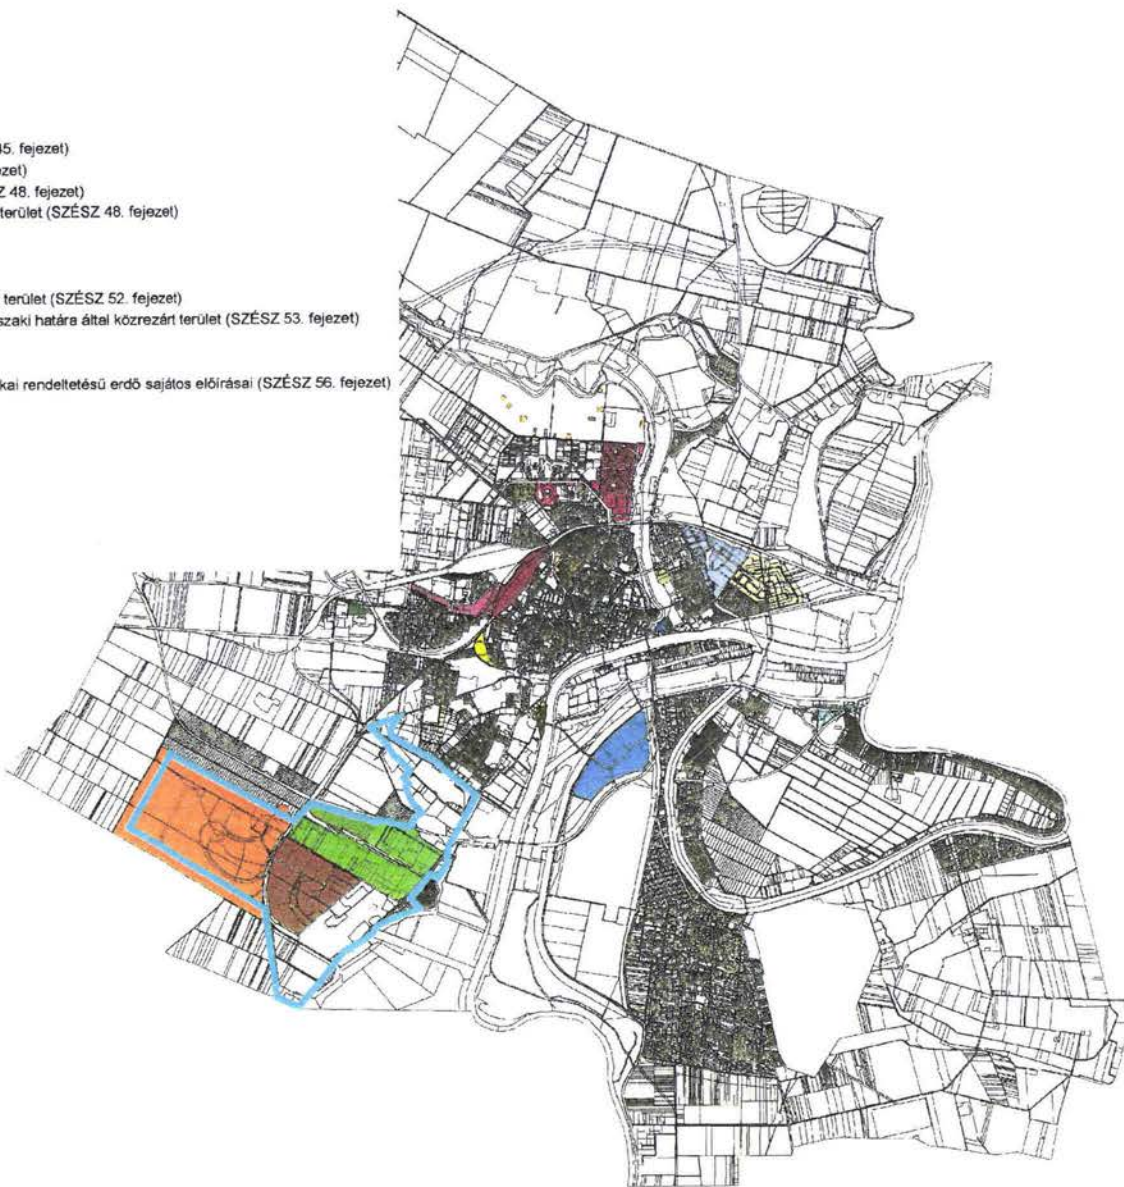 45. fejezet)
ezet)
Z 48. fejezet)
terület (SZÉSZ 48. fejezet)
terület (SZÉSZ 52. fejezet)
szaki határa által közrezárt terület (SZÉSZ 53. fejezet)
kai rendeltetésű erdő sajátos előírásai (SZÉSZ 56. fejezet)